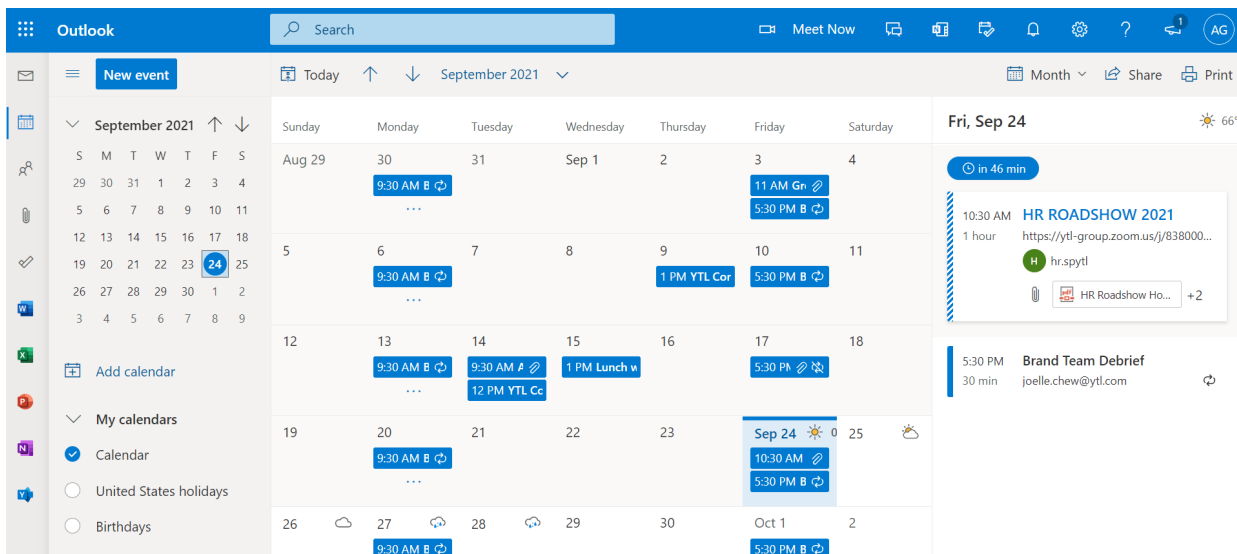 Outlook
Search
Meet Now
1
AG
New event
Today
September 2021
Month
Share
Print
September 2021
S M T W T F S
29 30 31 1 2 3 4
5 6 7 8 9 10 11
12 13 14 15 16 17 18
19 20 21 22 23 24 25
26 27 28 29 30 1 2
3 4 5 6 7 8 9
Add calendar
My calendars
Calendar
United States holidays
Birthdays
Sunday Monday Tuesday Wednesday Thursday Friday Saturday
Aug 29 30 31 Sep 1 2 3 4
9:30 AM B
11 AM Gr
5:30 PM B
...
5 6 7 8 9 10 11
9:30 AM B
1 PM YTL Cor
5:30 PM B
...
12 13 14 15 16 17 18
9:30 AM B
9:30 AM A
1 PM Lunch w
5:30 PM
...
12 PM YTL Cc
19 20 21 22 23 Sep 24 0 25
9:30 AM B
10:30 AM
...
5:30 PM B
26 27 28 29 30 Oct 1 2
9:30 AM B
5:30 PM B
Fri, Sep 24
66°
in 46 min
10:30 AM HR ROADSHOW 2021
1 hour https://ytl-group.zoom.us/j/838000...
H hr.spytl
pdf HR Roadshow Ho... +2
5:30 PM Brand Team Debrief
30 min joelle.chew@ytl.com